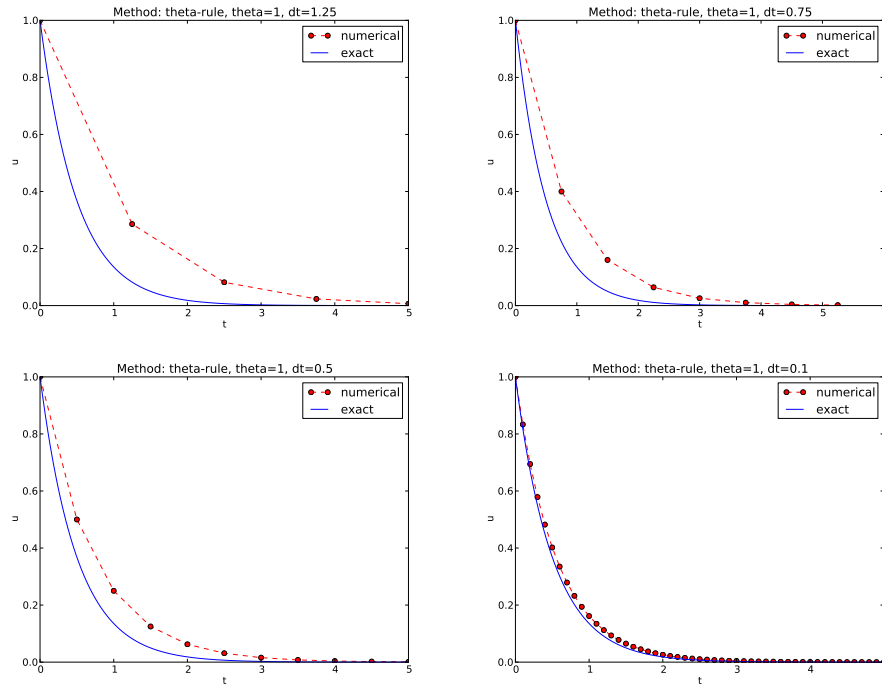 Method: theta-rule, theta=1, dt=1.25
numerical
exact
1.0
0.8
0.6
0.4
0.2
0.0
u
0 1 2 3 4 5
t
Method: theta-rule, theta=1, dt=0.75
numerical
exact
1.0
0.8
0.6
0.4
0.2
0.0
u
0 1 2 3 4 5
t
Method: theta-rule, theta=1, dt=0.5
numerical
exact
1.0
0.8
0.6
0.4
0.2
0.0
u
0 1 2 3 4 5
t
Method: theta-rule, theta=1, dt=0.1
numerical
exact
1.0
0.8
0.6
0.4
0.2
0.0
u
0 1 2 3 4
t